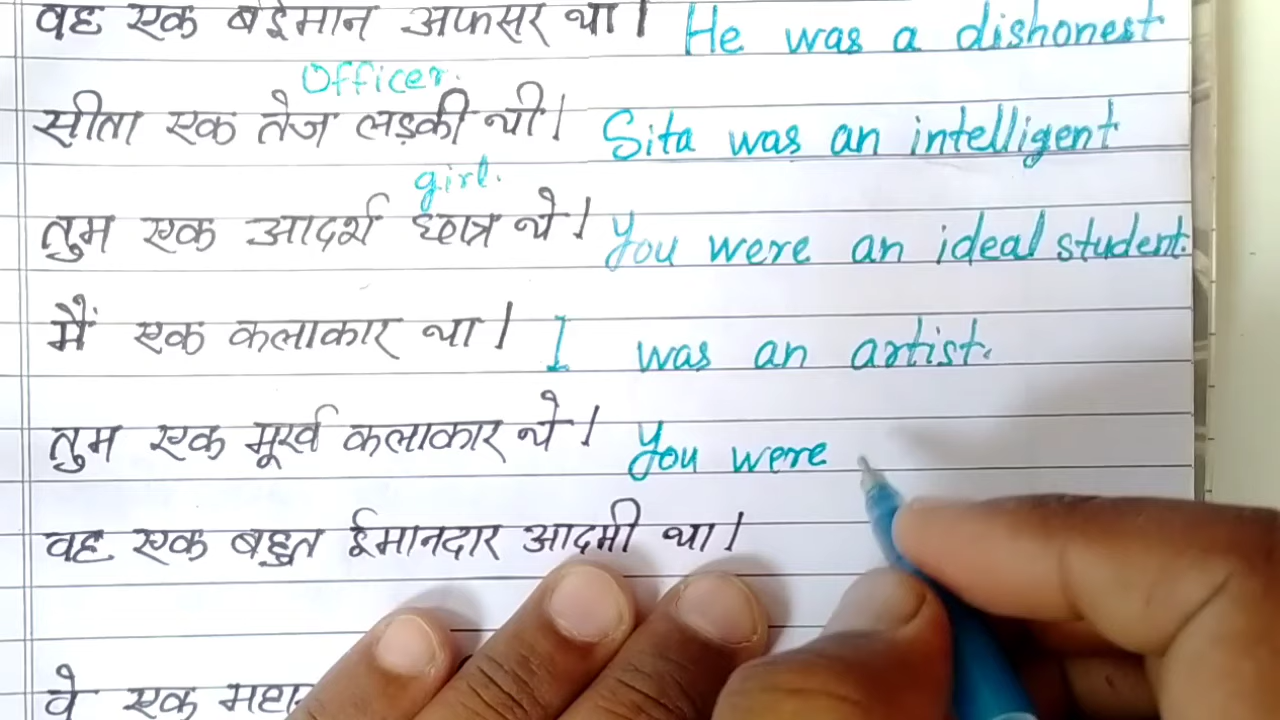 वह एक बेईमान अफसर था। He was a dishonest
Officer.
सीता एक तेज लड़की थी। Sita was an intelligent
girl.
तुम एक आदर्श छात्र थे। You were an ideal student.
मैं एक कलाकार था। I was an artist.
तुम एक मूर्ख कलाकार थे। You were
वह एक बहुत ईमानदार आदमी था।
वे एक